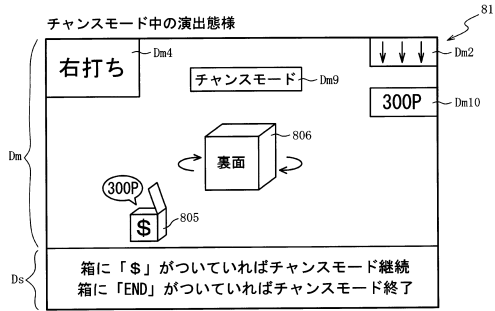 チャンスモード中の演出態様
81
右打ち
Dm4
↓ ↓ ↓
Dm2
チャンスモード
Dm9
300P
Dm10
Dm
裏面
806
300P
$
805
Ds
箱に「$」がついていればチャンスモード継続
箱に「END」がついていればチャンスモード終了